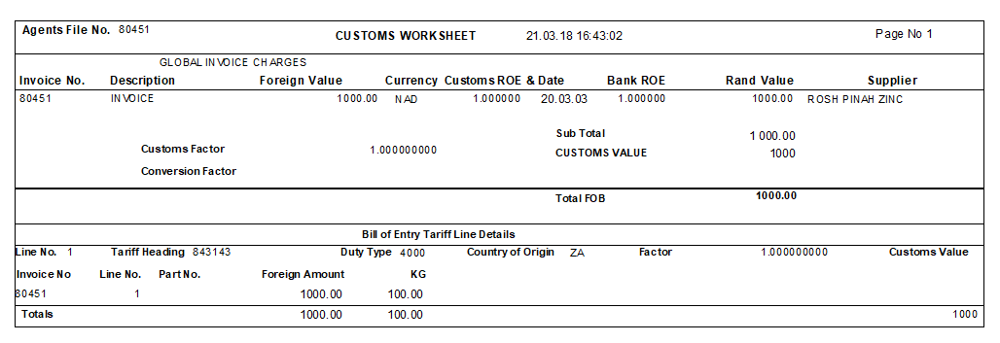 Agents File No. 80451 CUSTOMS WORKSHEET 21.03.18 16:43:02 Page No 1
GLOBAL INVOICE CHARGES
Invoice No. Description Foreign Value Currency Customs ROE & Date Bank ROE Rand Value Supplier
80451 INVOICE 1000.00 NAD 1.000000 20.03.03 1.000000 1000.00 ROSH PINAH ZINC
Sub Total 1 000.00
Customs Factor 1.000000000 CUSTOMS VALUE 1000
Conversion Factor
Total FOB 1000.00
Bill of Entry Tariff Line Details
Line No. 1 Tariff Heading 843143 Duty Type 4000 Country of Origin ZA Factor 1.000000000 Customs Value
Invoice No Line No. Part No. Foreign Amount KG
80451 1 1000.00 100.00
Totals 1000.00 100.00 1000